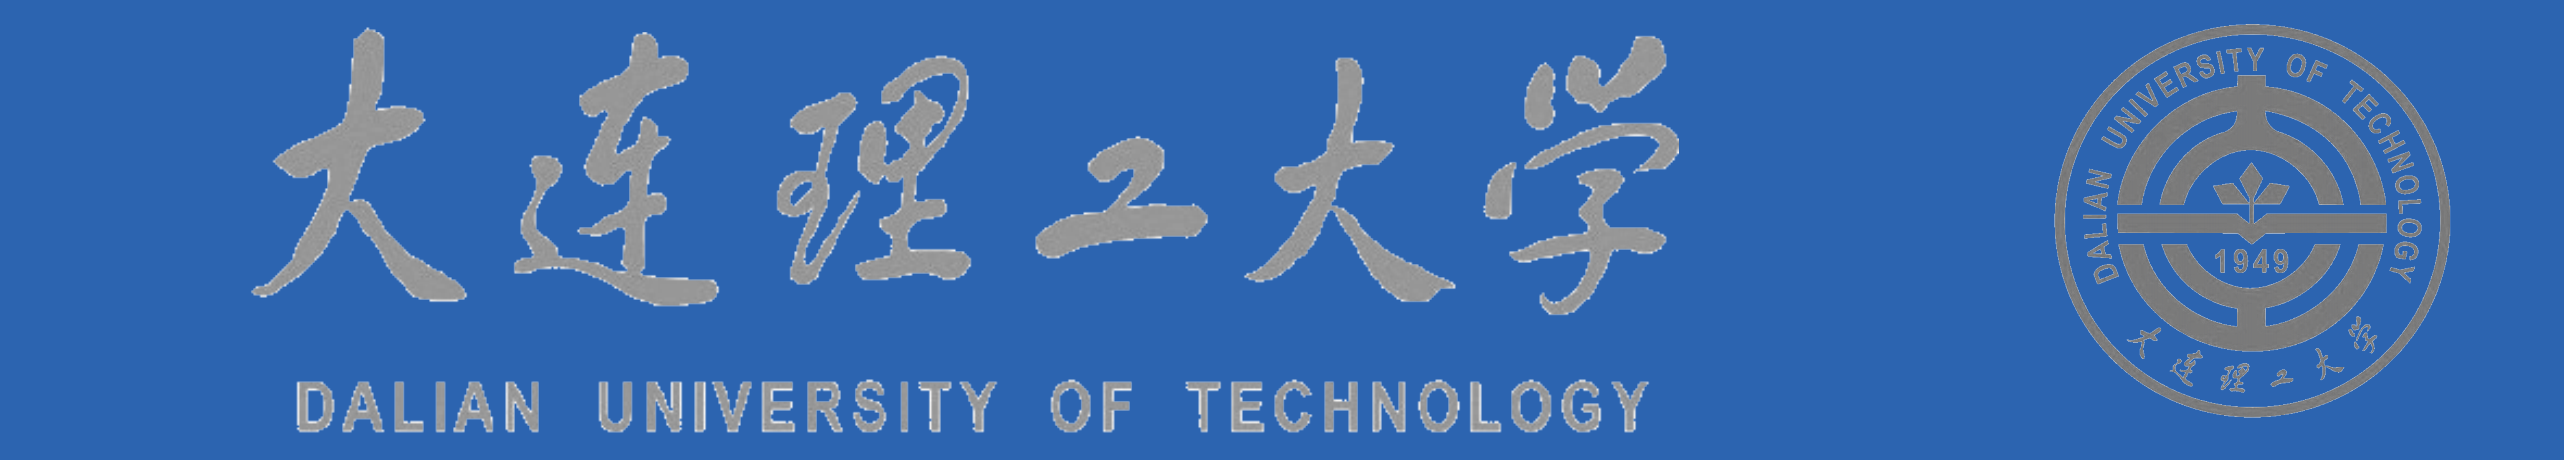 大连理工大学
DALIAN UNIVERSITY OF TECHNOLOGY
DALIAN UNIVERSITY OF TECHNOLOGY
1949
大连理工大学